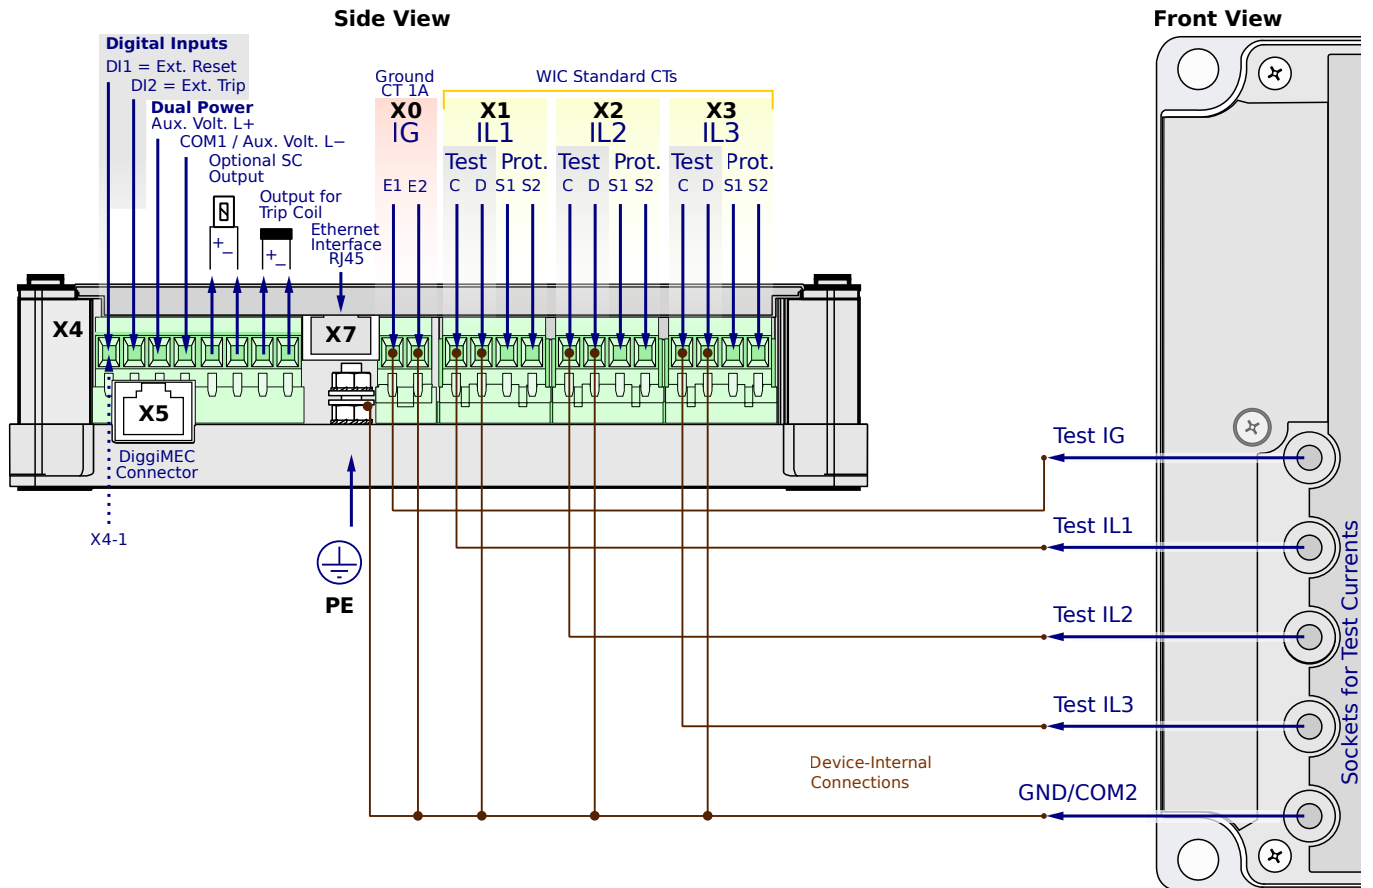 Side View
Front View
Digital Inputs
DI1 = Ext. Reset
DI2 = Ext. Trip
Dual Power
Aux. Volt. L+
COM1 / Aux. Volt. L−
Optional SC
Output
+
−
Output for
Trip Coil
+
−
Ethernet
Interface
RJ45
Ground
CT 1A
X0
IG
E1 E2
WIC Standard CTs
X1
IL1
Test Prot.
C D S1 S2
X2
IL2
Test Prot.
C D S1 S2
X3
IL3
Test Prot.
C D S1 S2
X4
X7
X5
DiggiMEC
Connector
X4-1
PE
Test IG
Test IL1
Test IL2
Test IL3
GND/COM2
Device-Internal
Connections
Sockets for Test Currents